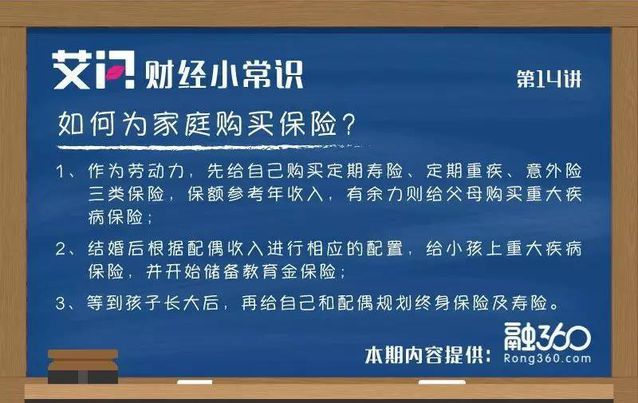 艾问 财经小常识
第14讲
如何为家庭购买保险？
1、作为劳动力，先给自己购买定期寿险、定期重疾、意外险
三类保险，保额参考年收入，有余力则给父母购买重大疾
病保险；
2、结婚后根据配偶收入进行相应的配置，给小孩上重大疾病
保险，并开始储备教育金保险；
3、等到孩子长大后，再给自己和配偶规划终身保险及寿险。
本期内容提供：融360
Rong360.com